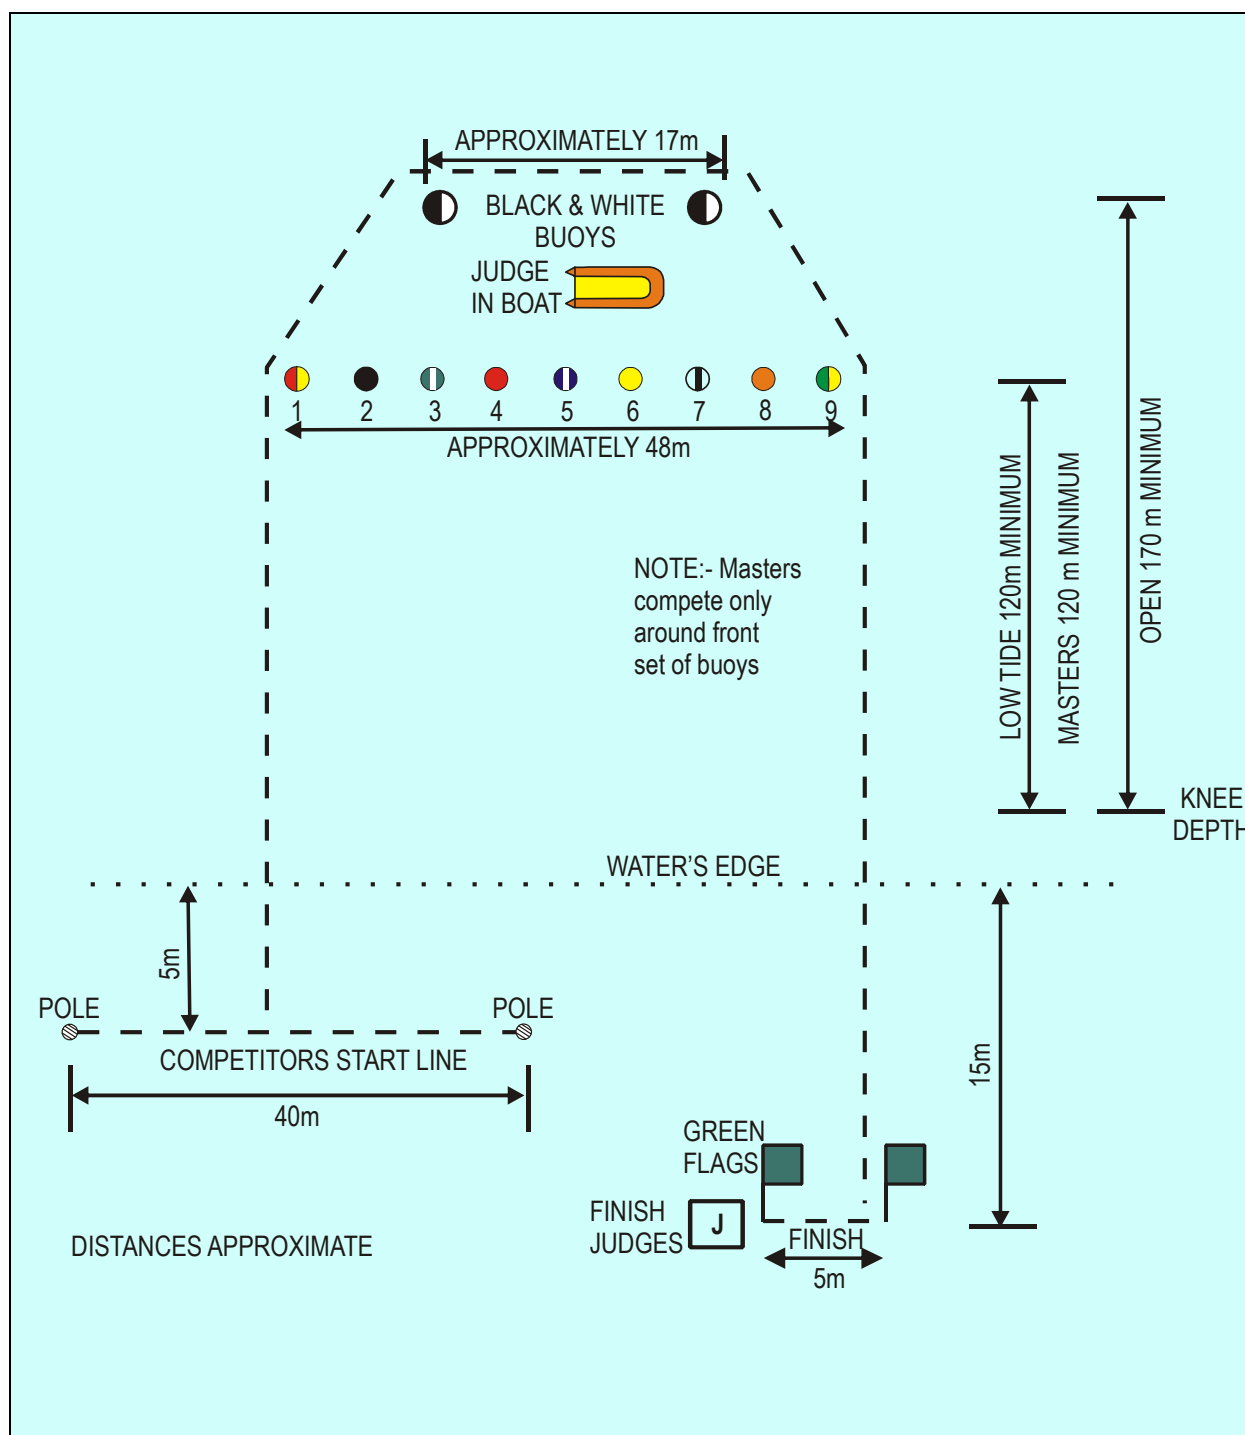 APPROXIMATELY 17m
BLACK & WHITE
BUOYS
JUDGE
IN BOAT
1 2 3 4 5 6 7 8 9
APPROXIMATELY 48m
NOTE:- Masters
compete only
around front
set of buoys
LOW TIDE 120m MINIMUM
MASTERS 120 m MINIMUM
OPEN 170 m MINIMUM
KNEE
DEPTH
WATER'S EDGE
5m
POLE
POLE
COMPETITORS START LINE
40m
15m
GREEN
FLAGS
FINISH
JUDGES
J
FINISH
5m
DISTANCES APPROXIMATE